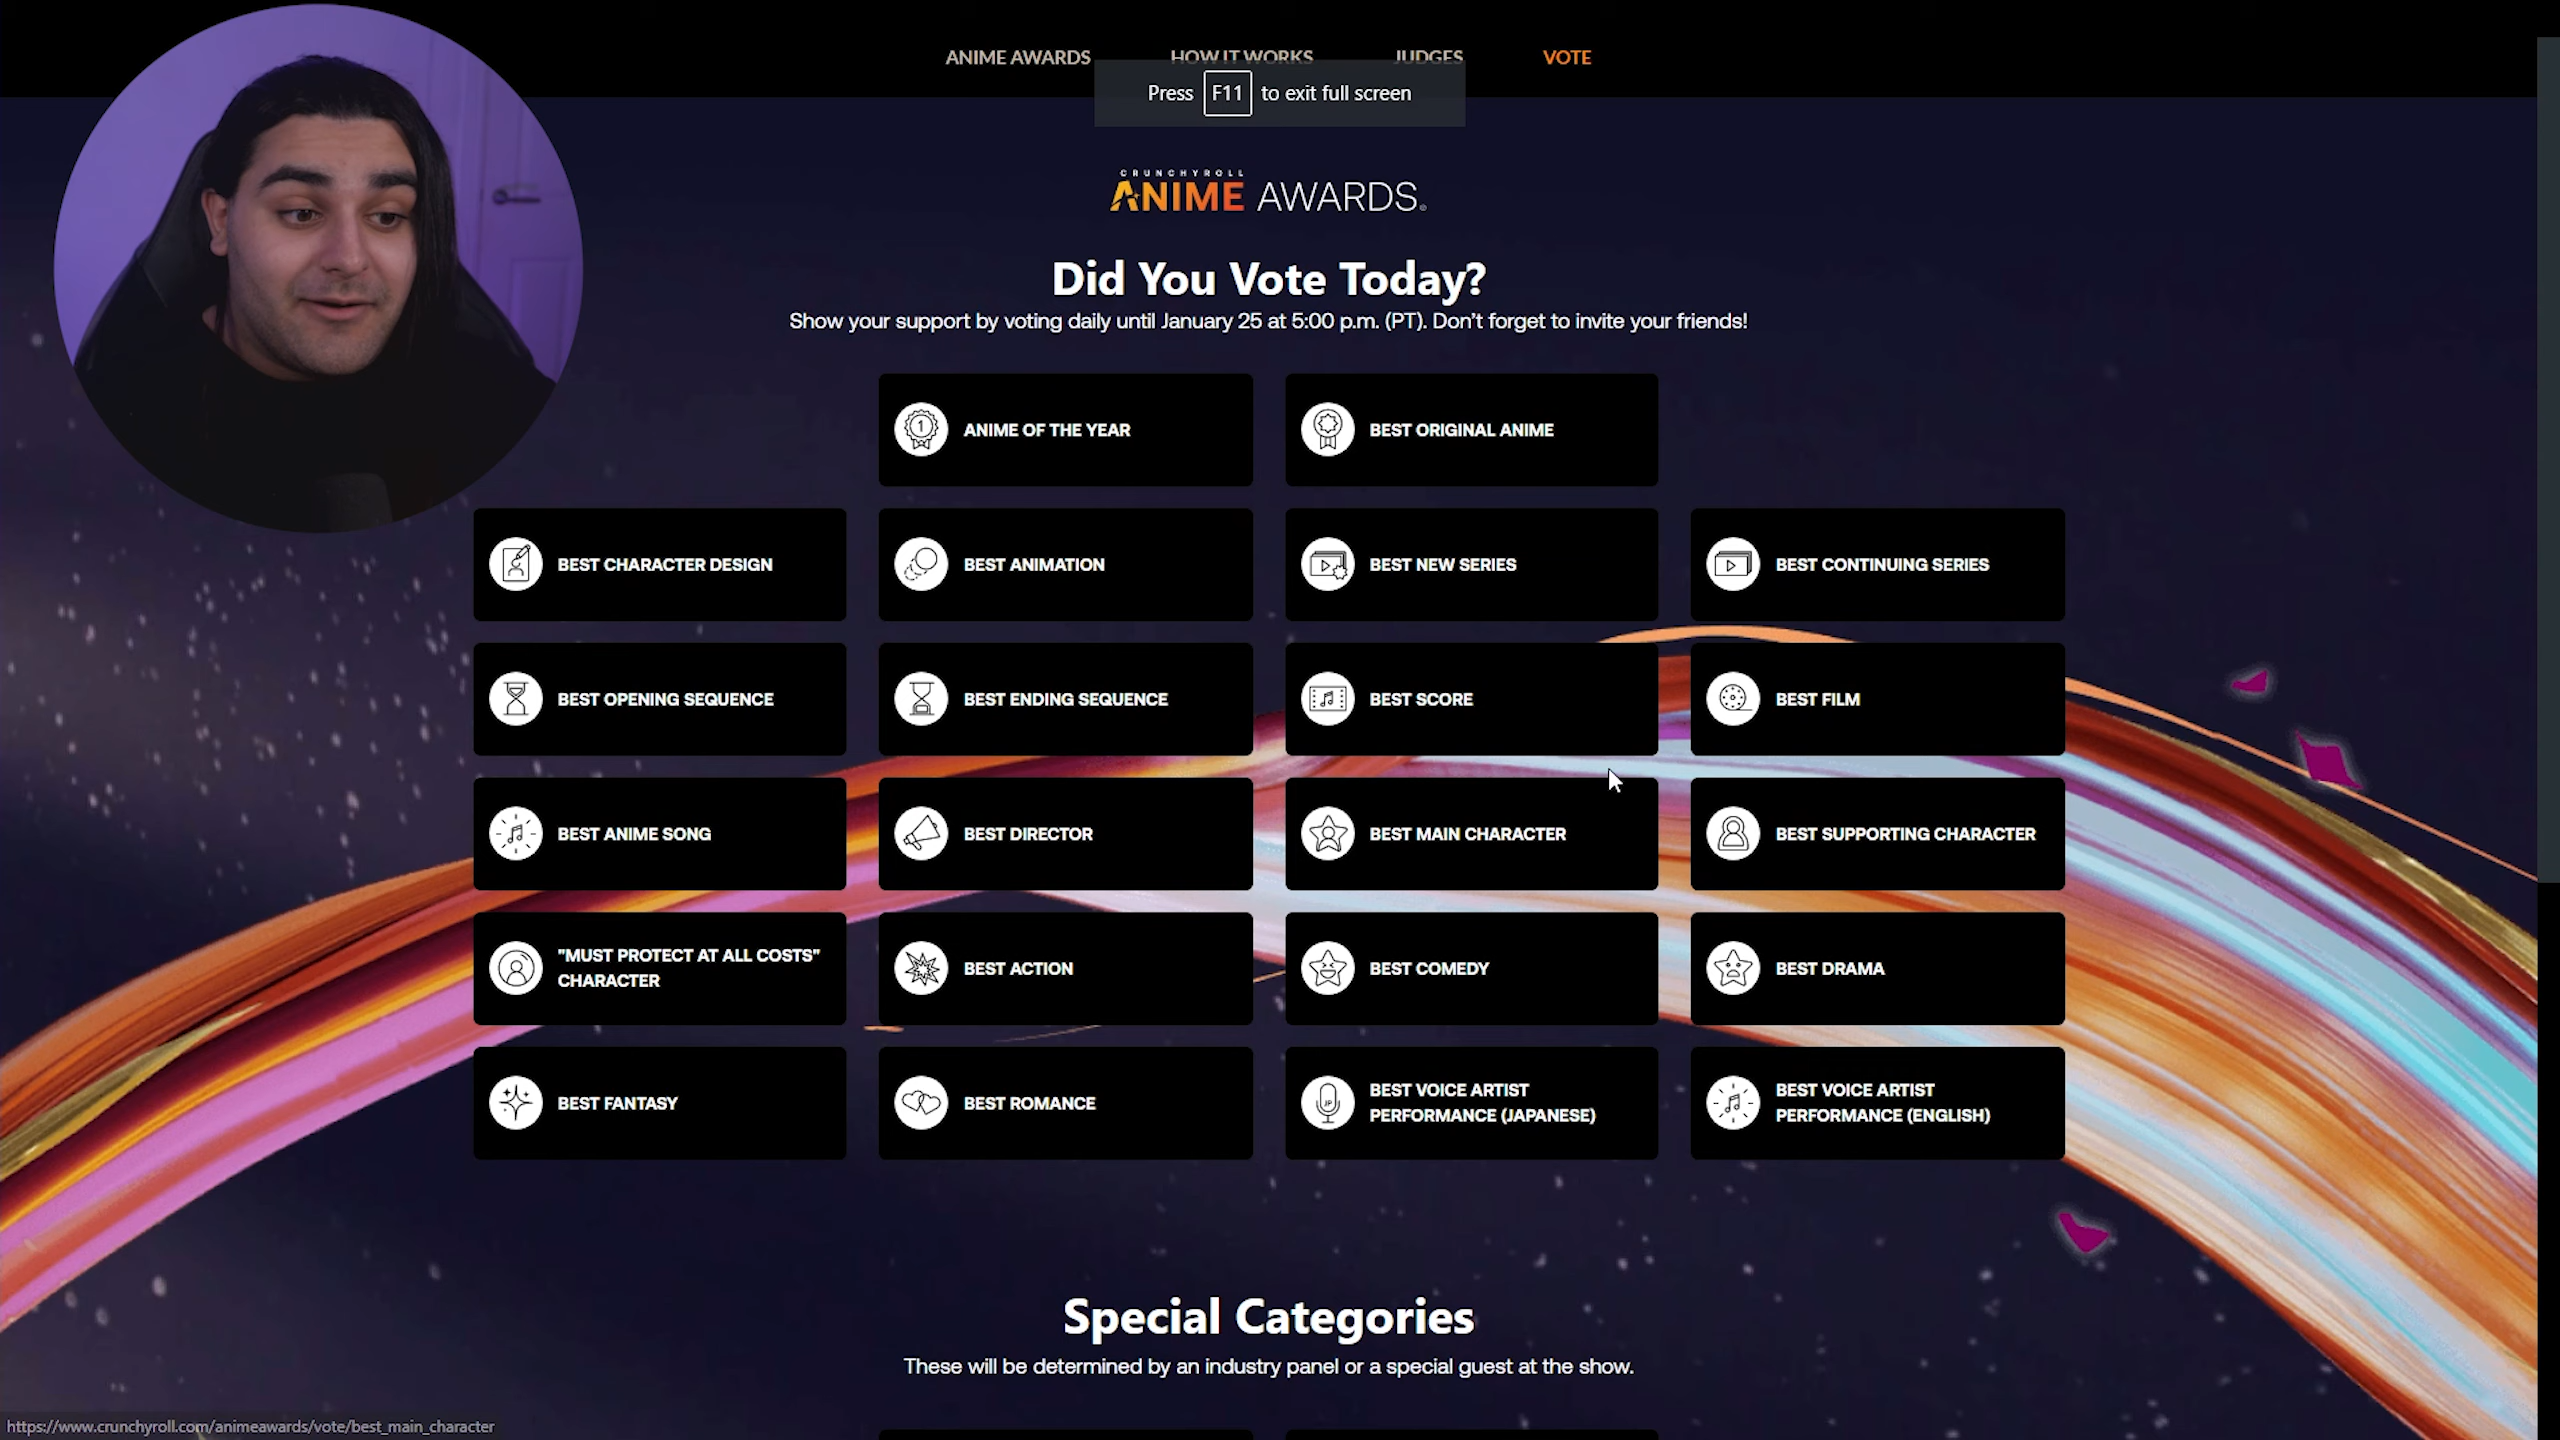 ANIME AWARDS HOW IT WORKS JUDGES VOTE
Press F11 to exit full screen
CRUNCHYROLL
ANIME AWARDS
Did You Vote Today?
Show your support by voting daily until January 25 at 5:00 p.m. (PT). Don't forget to invite your friends!
1 ANIME OF THE YEAR
BEST ORIGINAL ANIME
BEST CHARACTER DESIGN
BEST ANIMATION
BEST NEW SERIES
BEST CONTINUING SERIES
BEST OPENING SEQUENCE
BEST ENDING SEQUENCE
BEST SCORE
BEST FILM
BEST ANIME SONG
BEST DIRECTOR
BEST MAIN CHARACTER
BEST SUPPORTING CHARACTER
"MUST PROTECT AT ALL COSTS"
CHARACTER
BEST ACTION
BEST COMEDY
BEST DRAMA
BEST FANTASY
BEST ROMANCE
JP
BEST VOICE ARTIST
PERFORMANCE (JAPANESE)
BEST VOICE ARTIST
PERFORMANCE (ENGLISH)
Special Categories
These will be determined by an industry panel or a special guest at the show.
https://www.crunchyroll.com/animeawards/vote/best_main_character